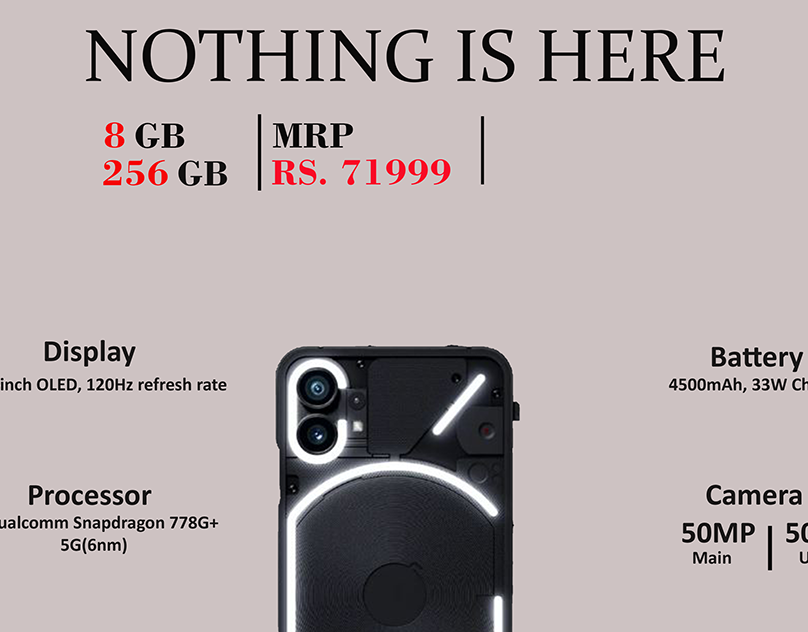 NOTHING IS HERE
8 GB
256 GB
MRP
RS. 71999
Display
inch OLED, 120Hz refresh rate
Processor
ualcomm Snapdragon 778G+
5G(6nm)
Battery
4500mAh, 33W Ch
Camera
50MP
Main
50
U